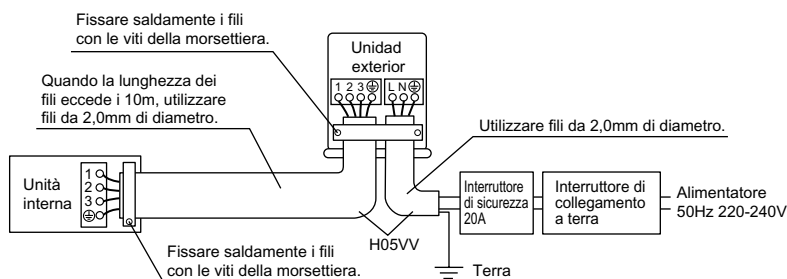 Fissare saldamente i fili
con le viti della morsettiera.
Unidad
exterior
1 2 3
L N
Quando la lunghezza dei
fili eccede i 10m, utilizzare
fili da 2,0mm di diametro.
Utilizzare fili da 2,0mm di diametro.
Unità
interna
1
2
3
Interruttore
di sicurezza
20A
Interruttore di
collegamento
a terra
Alimentatore
50Hz 220-240V
H05VV
Fissare saldamente i fili
con le viti della morsettiera.
Terra